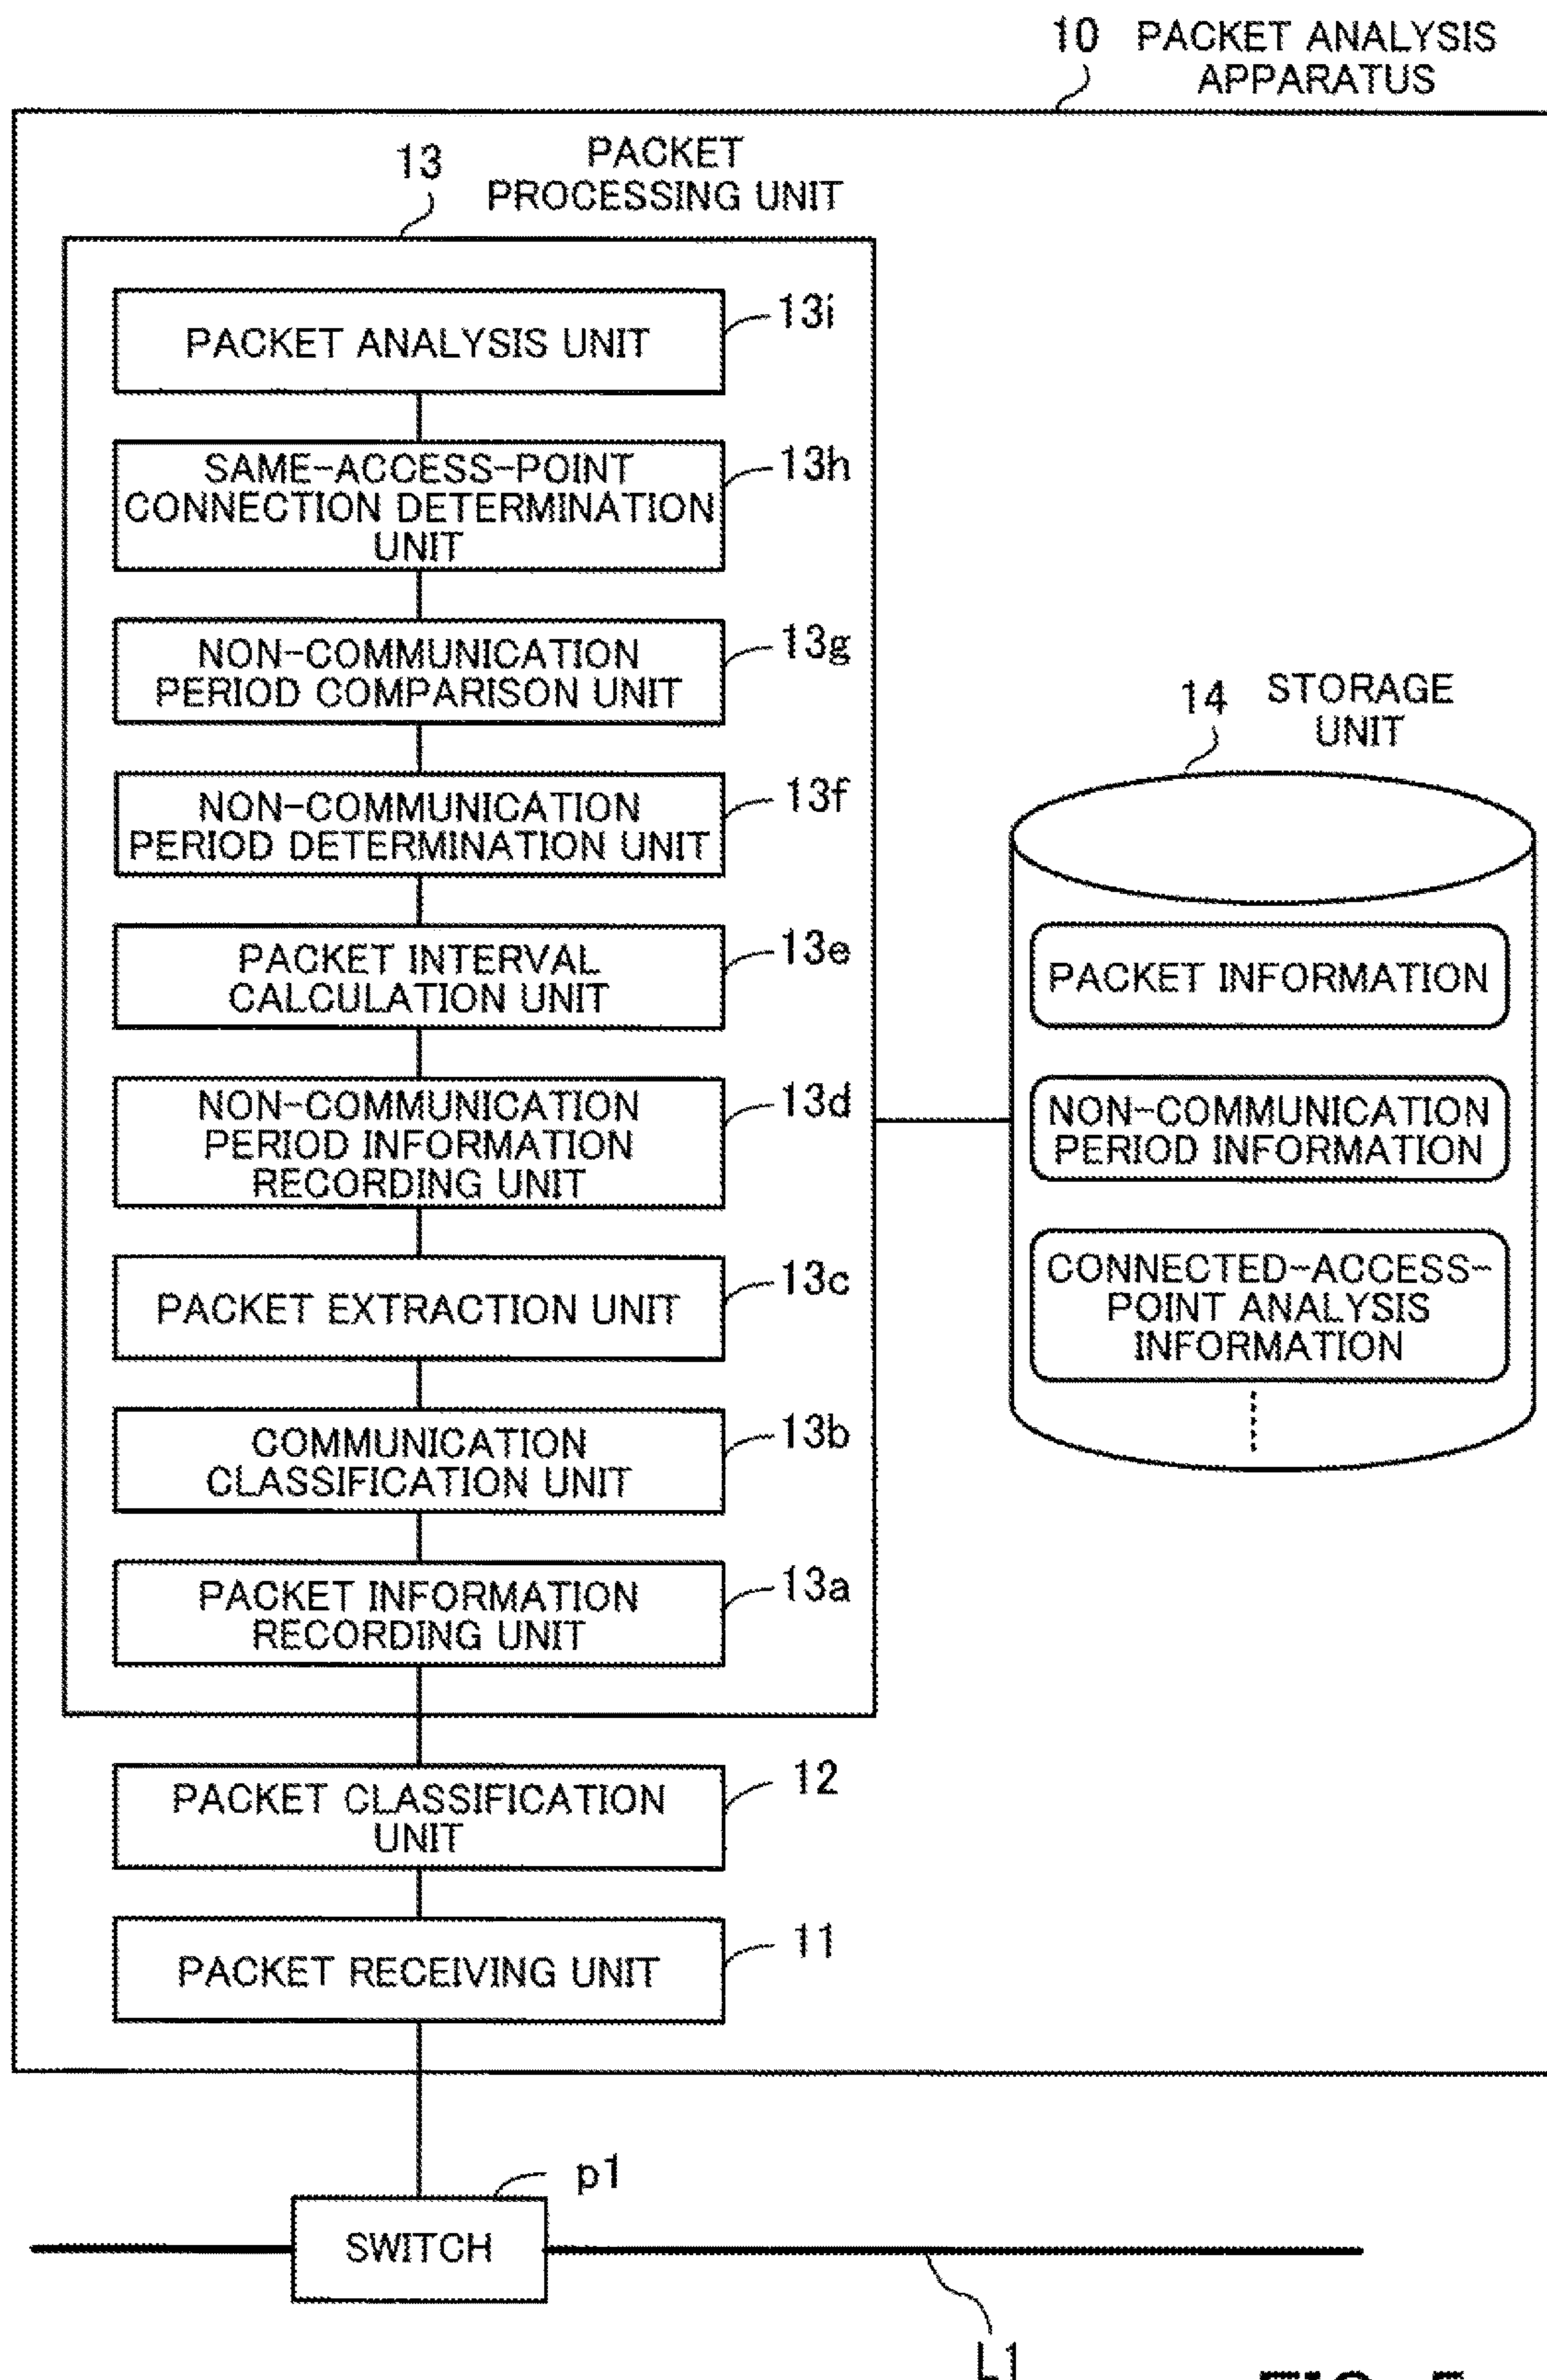 10 PACKET ANALYSIS
APPARATUS
13 PACKET
PROCESSING UNIT
PACKET ANALYSIS UNIT
13i
SAME-ACCESS-POINT
CONNECTION DETERMINATION
UNIT
13h
NON-COMMUNICATION
PERIOD COMPARISON UNIT
13g
NON-COMMUNICATION
PERIOD DETERMINATION UNIT
13f
PACKET INTERVAL
CALCULATION UNIT
13e
NON-COMMUNICATION
PERIOD INFORMATION
RECORDING UNIT
13d
PACKET EXTRACTION UNIT
13c
COMMUNICATION
CLASSIFICATION UNIT
13b
PACKET INFORMATION
RECORDING UNIT
13a
14 STORAGE
UNIT
PACKET INFORMATION
NON-COMMUNICATION
PERIOD INFORMATION
CONNECTED-ACCESS-
POINT ANALYSIS
INFORMATION
PACKET CLASSIFICATION
UNIT
12
PACKET RECEIVING UNIT
11
p1
SWITCH
L1